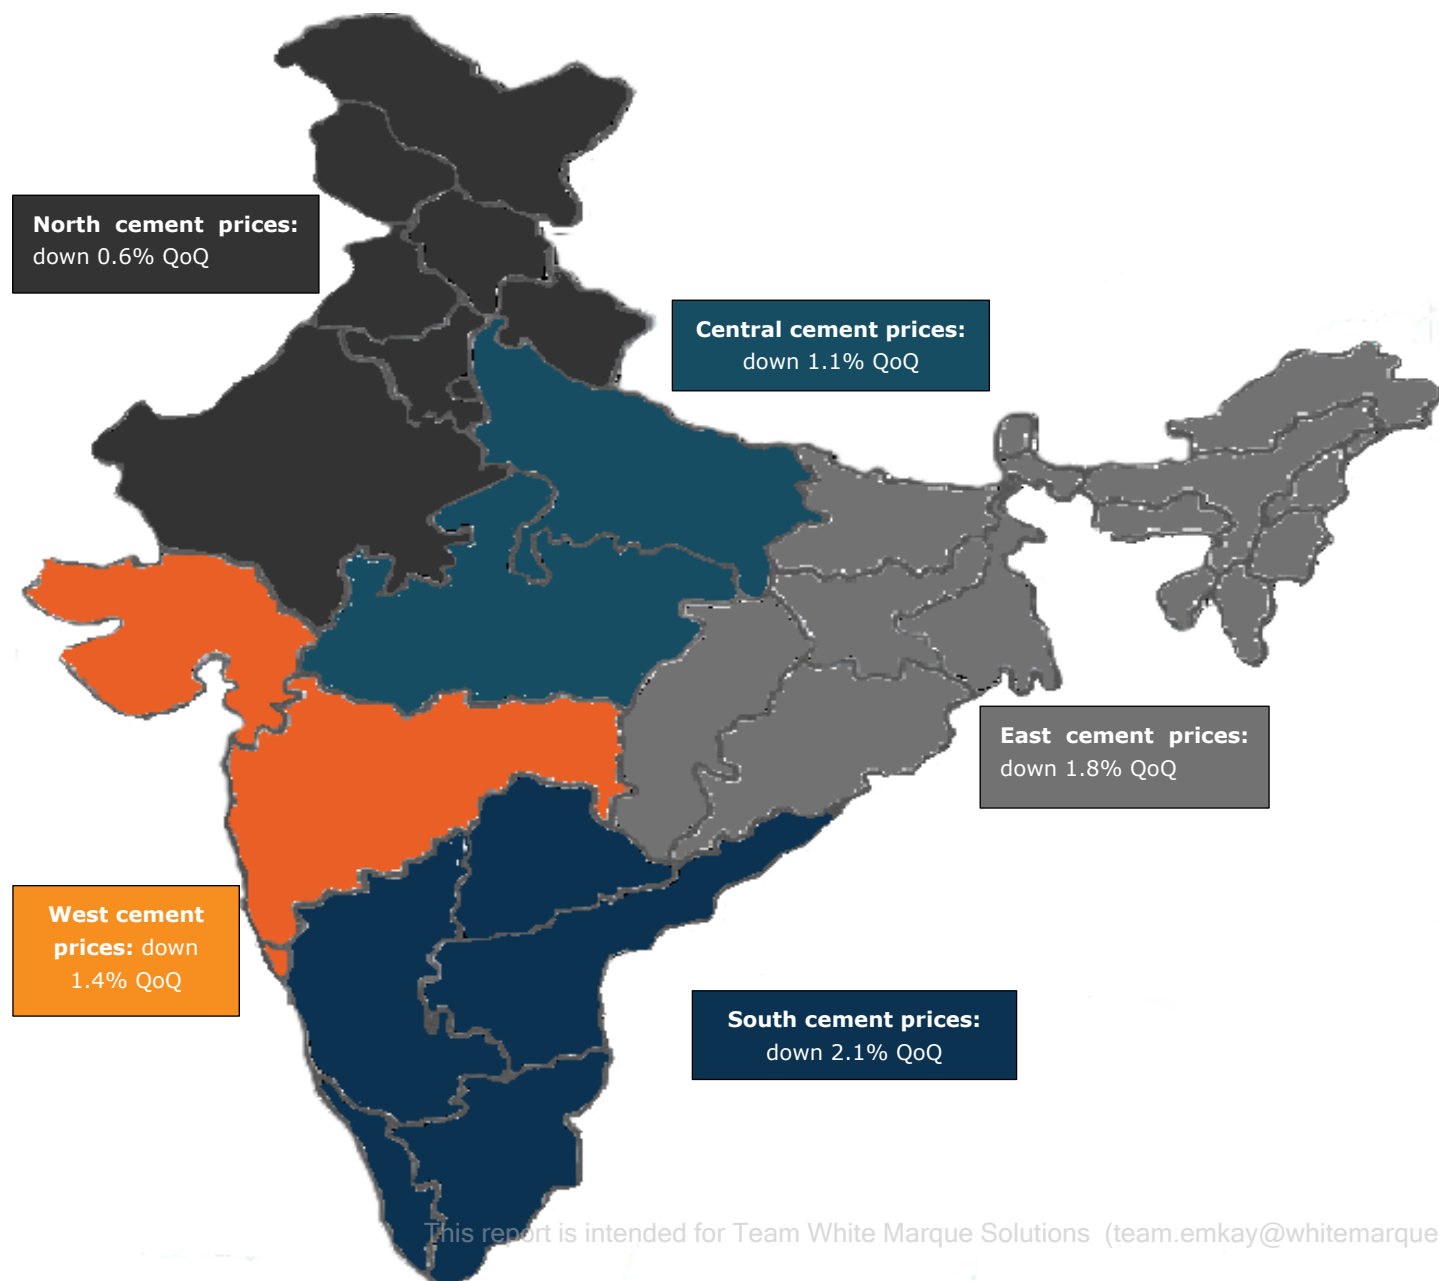 North cement prices:
down 0.6% QoQ
Central cement prices:
down 1.1% QoQ
East cement prices:
down 1.8% QoQ
West cement
prices: down
1.4% QoQ
South cement prices:
down 2.1% QoQ
This report is intended for Team White Marque Solutions (team.emkay@whitemarque